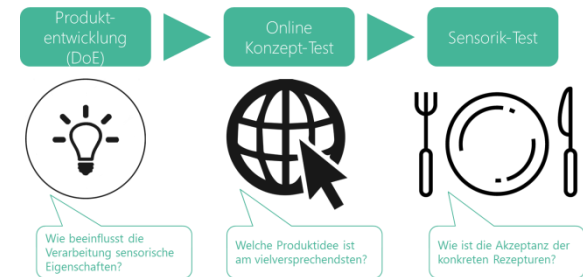 Produkt-
entwicklung
(DoE)
Online
Konzept-Test
Sensorik-Test
Wie beeinflusst die
Verarbeitung sensorische
Eigenschaften?
Welche Produktidee ist
am vielversprechendsten?
Wie ist die Akzeptanz der
konkreten Rezepturen?